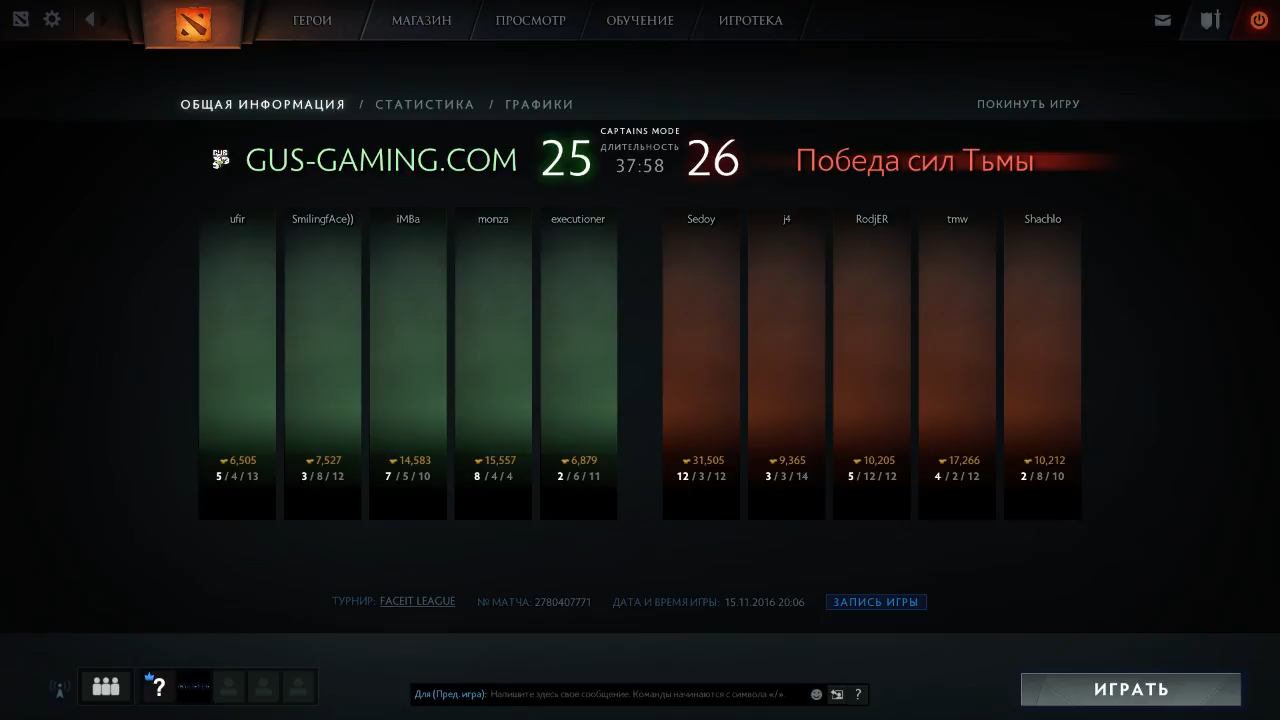 ГЕРОИ МАГАЗИН ПРОСМОТР ОБУЧЕНИЕ ИГРОТЕКА
ОБЩАЯ ИНФОРМАЦИЯ / СТАТИСТИКА / ГРАФИКИ ПОКИНУТЬ ИГРУ
CAPTAINS MODE
GUS-GAMING.COM 25 ДЛИТЕЛЬНОСТЬ 26 Победа сил Тьмы
37:58
ufir SmilingfAce)) iMBa monza executioner Sedoy j4 RodjER tmw Shachlo
6,505 7,527 14,583 15,557 6,879 31,505 9,365 10,205 17,266 10,212
5 / 4 / 13 3 / 8 / 12 7 / 5 / 10 8 / 4 / 4 2 / 6 / 11 12 / 3 / 12 3 / 3 / 14 5 / 12 / 12 4 / 2 / 12 2 / 8 / 10
ТУРНИР: FACEIT LEAGUE № МАТЧА: 2780407771 ДАТА И ВРЕМЯ ИГРЫ: 15.11.2016 20:06 ЗАПИСЬ ИГРЫ
? Для (Пред. игра): Напишите здесь свое сообщение. Команды начинаются с символа «/». ? ИГРАТЬ